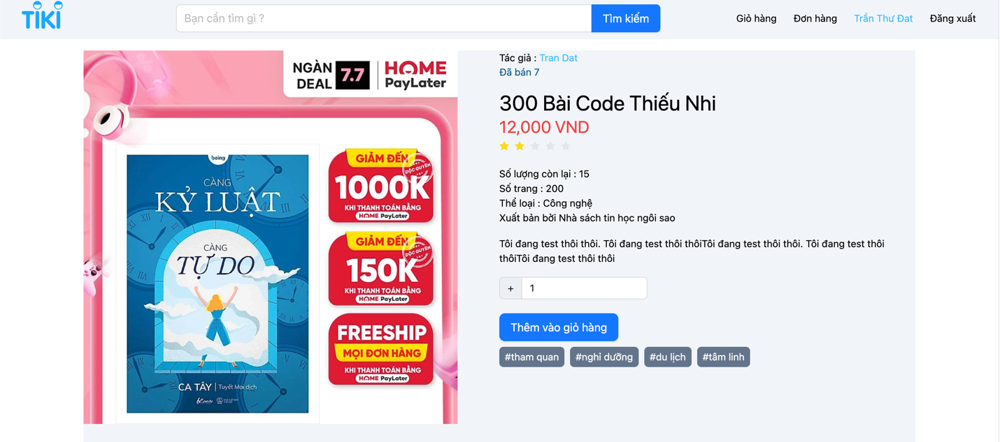 TIKI
Bạn cần tìm gì ?
Tìm kiếm
Giỏ hàng
Đơn hàng
Trần Thư Đat
Đăng xuất
NGÀN DEAL 7.7
HOME PayLater
being
CÀNG
KỶ LUẬT
CÀNG
TỰ DO
CA TÂY | Tuyết Mai dịch
bloom
GIẢM ĐẾN
ĐỘC QUYỀN
1000K
KHI THANH TOÁN BẰNG
HOME PayLater
GIẢM ĐẾN
ĐỘC QUYỀN
150K
KHI THANH TOÁN BẰNG
HOME PayLater
FREESHIP
MỌI ĐƠN HÀNG
KHI THANH TOÁN BẰNG
HOME PayLater
Tác giả : Tran Dat
Đã bán 7
300 Bài Code Thiếu Nhi
12,000 VND
Số lượng còn lại : 15
Số trang : 200
Thể loại : Công nghệ
Xuất bản bởi Nhà sách tin học ngôi sao
Tôi đang test thôi thôi. Tôi đang test thôi thôiTôi đang test thôi thôi. Tôi đang test thôi
thôiTôi đang test thôi thôi
+ 1
Thêm vào giỏ hàng
#tham quan #nghỉ dưỡng #du lịch #tâm linh